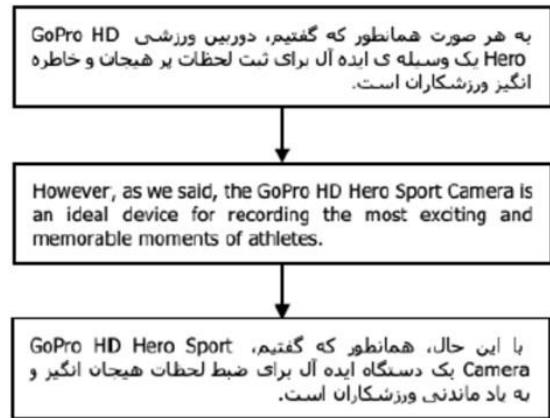 به هر صورت همانطور که گفتیم، دوربین ورزشی GoPro HD
Hero یک وسیله ی ایده آل برای ثبت لحظات پر هیجان و خاطره
انگیز ورزشکاران است.
However, as we said, the GoPro HD Hero Sport Camera is
an ideal device for recording the most exciting and
memorable moments of athletes.
با این حال، همانطور که گفتیم، GoPro HD Hero Sport
Camera یک دستگاه ایده آل برای ضبط لحظات هیجان انگیز و
به یاد ماندنی ورزشکاران است.